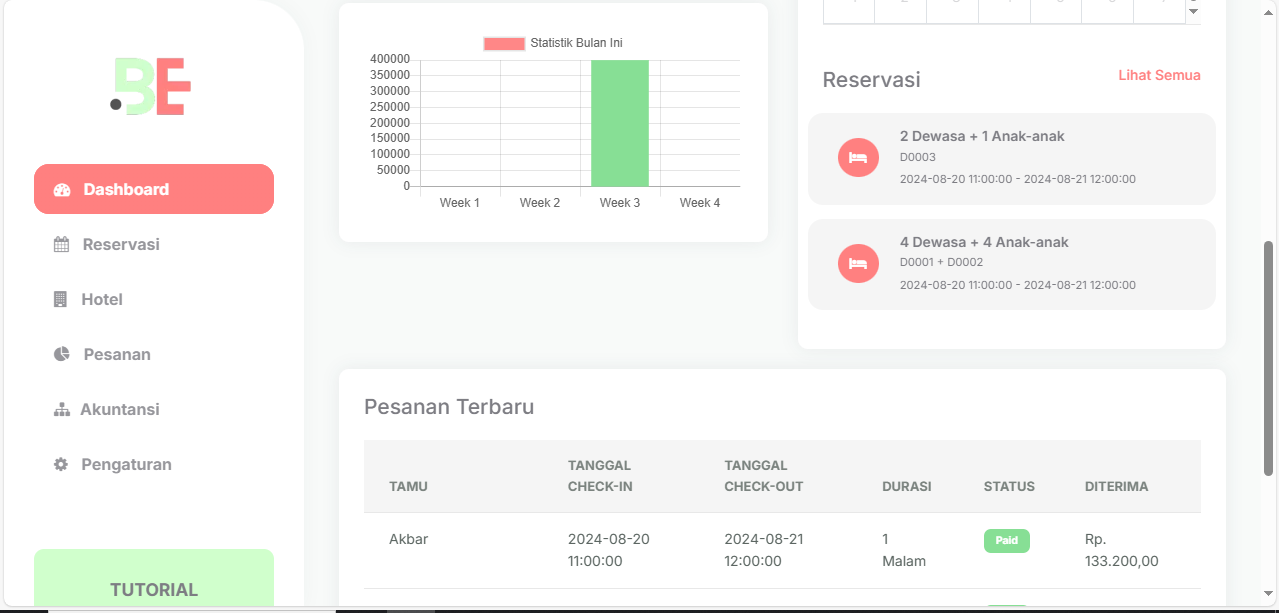 .BE
Dashboard
Reservasi
Hotel
Pesanan
Akuntansi
Pengaturan
TUTORIAL
Statistik Bulan Ini
400000
350000
300000
250000
200000
150000
100000
50000
0
Week 1 Week 2 Week 3 Week 4
Reservasi Lihat Semua
2 Dewasa + 1 Anak-anak
D0003
2024-08-20 11:00:00 - 2024-08-21 12:00:00
4 Dewasa + 4 Anak-anak
D0001 + D0002
2024-08-20 11:00:00 - 2024-08-21 12:00:00
Pesanan Terbaru
TAMU TANGGAL CHECK-IN TANGGAL CHECK-OUT DURASI STATUS DITERIMA
Akbar 2024-08-20 11:00:00 2024-08-21 12:00:00 1 Malam Paid Rp. 133.200,00